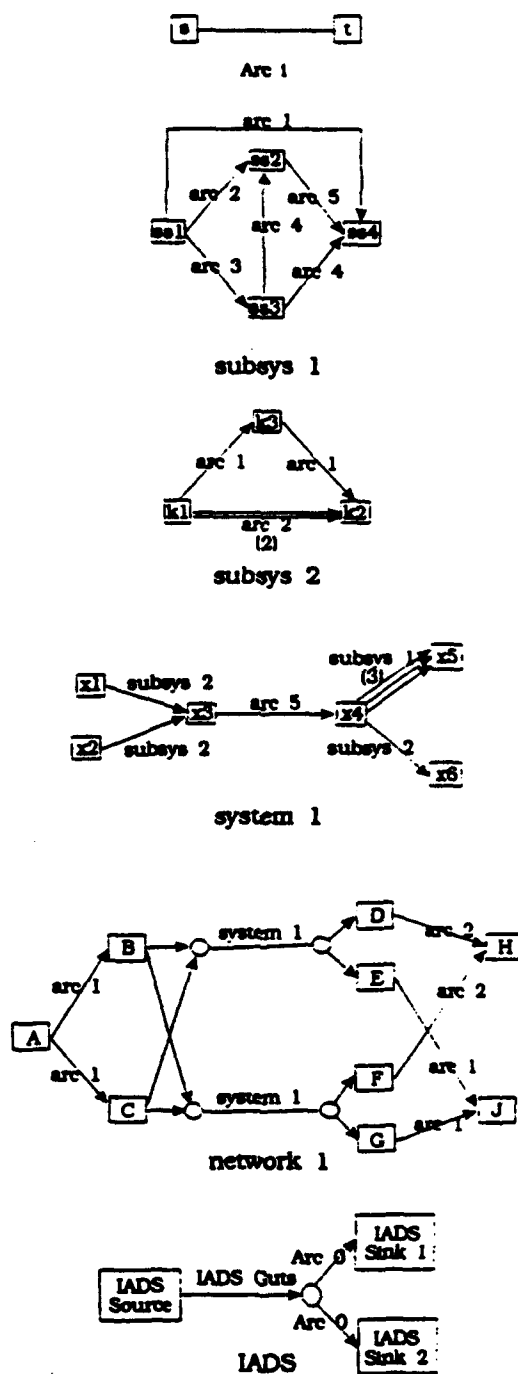 s t
Arc 1
arc 1
ss2
arc 2 arc 5
ss1 arc 4 ss4
arc 3 arc 4
ss3
subsys 1
k3
arc 1 arc 1
k1 arc 2 k2
(2)
subsys 2
subsys 1 x5
(3)
x1 subsys 2
x3 arc 5 x4
x2 subsys 2 subsys 2
x6
system 1
B system 1 D arc 2 H
arc 1 E
arc 2
A
arc 1 F arc 1
C system 1 J
G arc 1
network 1
IADS
Sink 1
Arc 0
IADS
Source
IADS Guts
Arc 0
IADS
Sink 2
IADS